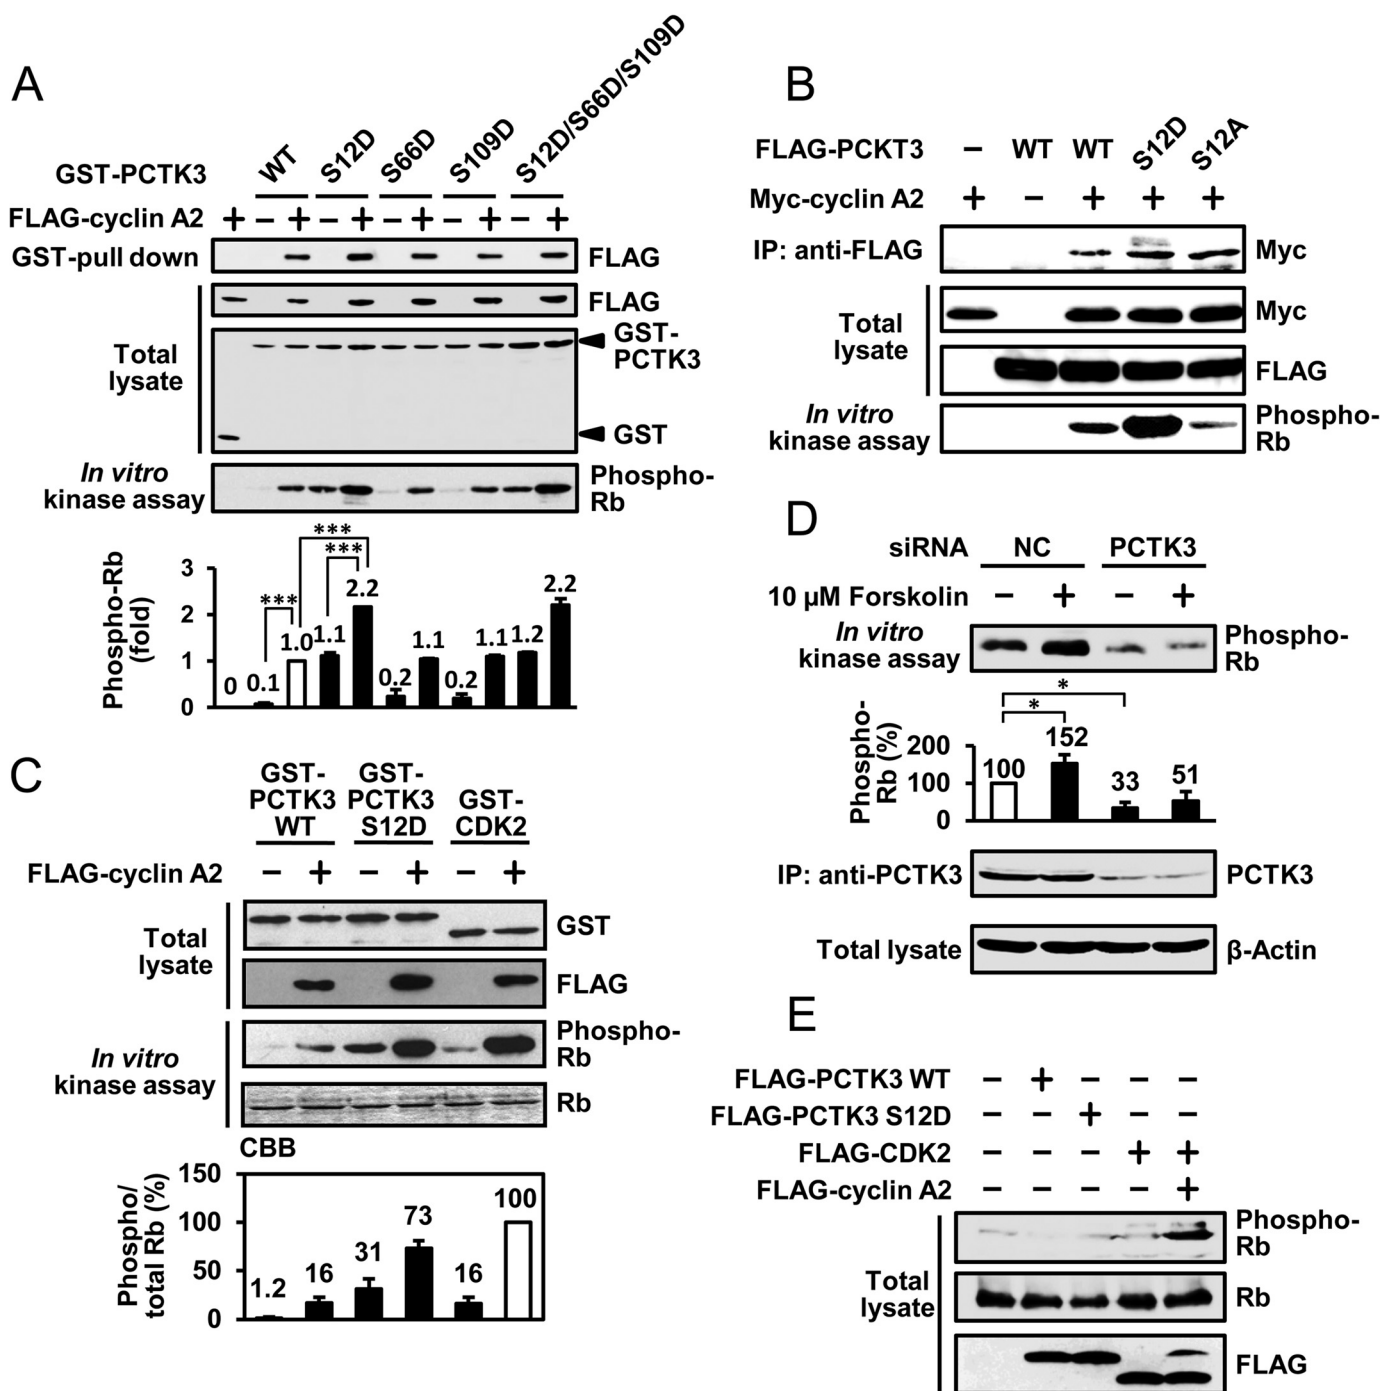 A
GST-PCTK3
WT
S12D
S66D
S109D
S12D/S66D/S109D
FLAG-cyclin A2 + − + − + − + − + − +
GST-pull down
FLAG
FLAG
Total
lysate
GST-
PCTK3
GST
In vitro
kinase assay
Phospho-
Rb
Phospho-Rb
(fold)
3
2
1
0
***
***
***
0 0.1 1.0 1.1 2.2 0.2 1.1 0.2 1.1 1.2 2.2
B
FLAG-PCKT3 − WT WT S12D S12A
Myc-cyclin A2 + − + + +
IP: anti-FLAG
Myc
Total
lysate
Myc
FLAG
In vitro
kinase assay
Phospho-
Rb
C
GST-
PCTK3
WT
GST-
PCTK3
S12D
GST-
CDK2
FLAG-cyclin A2 − + − + − +
Total
lysate
GST
FLAG
In vitro
kinase assay
Phospho-
Rb
Rb
CBB
Phospho/
total Rb (%)
150
100
50
0
1.2 16 31 73 16 100
D
siRNA NC PCTK3
10 µM Forskolin − + − +
In vitro
kinase assay
Phospho-
Rb
*
*
Phospho-
Rb (%)
200
100
0
100 152 33 51
IP: anti-PCTK3
PCTK3
Total lysate
β-Actin
E
FLAG-PCTK3 WT − + − − −
FLAG-PCTK3 S12D − − + − −
FLAG-CDK2 − − − + +
FLAG-cyclin A2 − − − − +
Total
lysate
Phospho-
Rb
Rb
FLAG